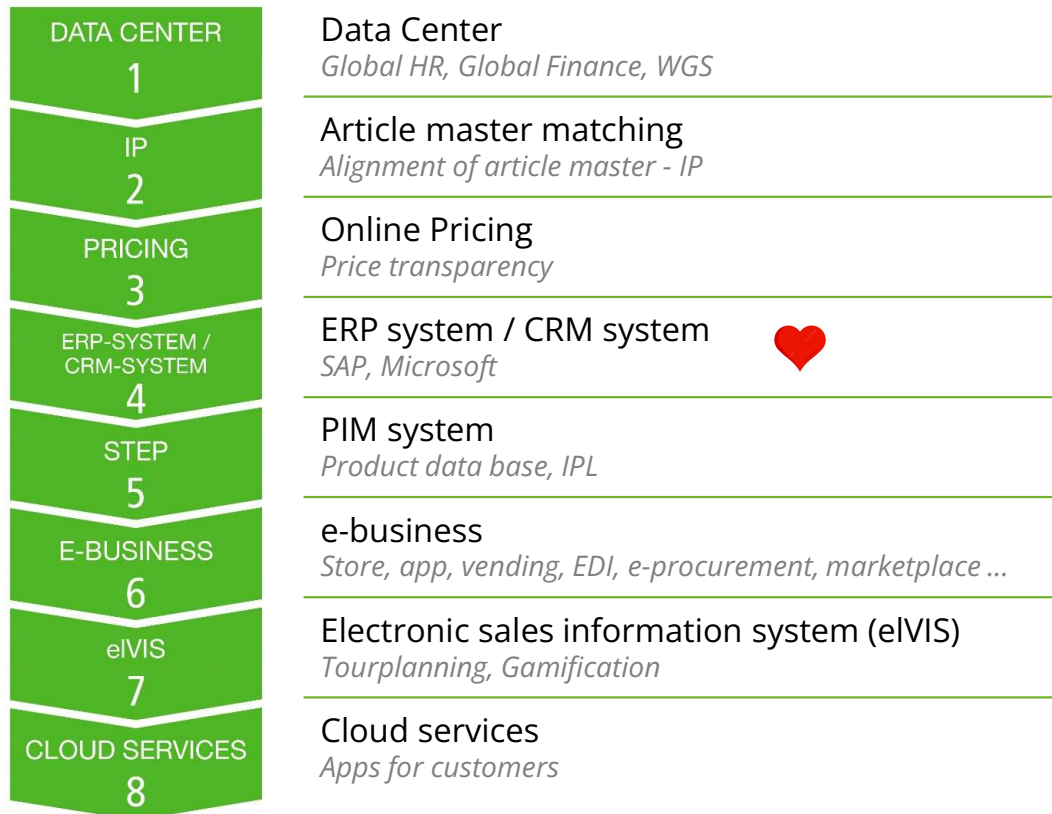 DATA CENTER
1
Data Center
Global HR, Global Finance, WGS
IP
2
Article master matching
Alignment of article master - IP
PRICING
3
Online Pricing
Price transparency
ERP-SYSTEM /
CRM-SYSTEM
4
ERP system / CRM system
SAP, Microsoft
STEP
5
PIM system
Product data base, IPL
E-BUSINESS
6
e-business
Store, app, vending, EDI, e-procurement, marketplace ...
elVIS
7
Electronic sales information system (elVIS)
Tourplanning, Gamification
CLOUD SERVICES
8
Cloud services
Apps for customers